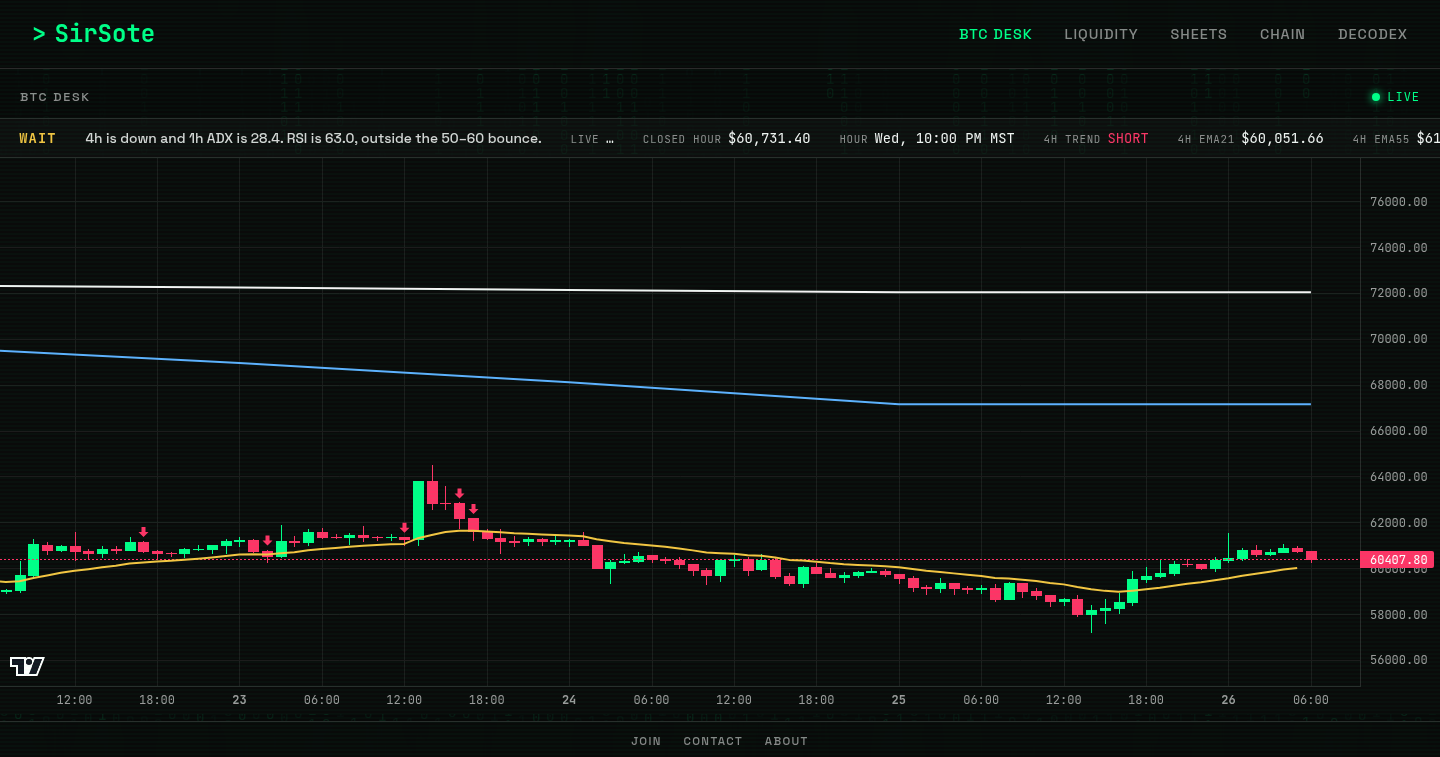 > SirSote
BTC DESK LIQUIDITY SHEETS CHAIN DECODEX
BTC DESK
LIVE
WAIT 4h is down and 1h ADX is 28.4. RSI is 63.0, outside the 50–60 bounce. LIVE … CLOSED HOUR $60,731.40 HOUR Wed, 10:00 PM MST 4H TREND SHORT 4H EMA21 $60,051.66 4H EMA55 $61
76000.00
74000.00
72000.00
70000.00
68000.00
66000.00
64000.00
62000.00
60407.80
60000.00
58000.00
56000.00
12:00 18:00 23 06:00 12:00 18:00 24 06:00 12:00 18:00 25 06:00 12:00 18:00 26 06:00
JOIN CONTACT ABOUT